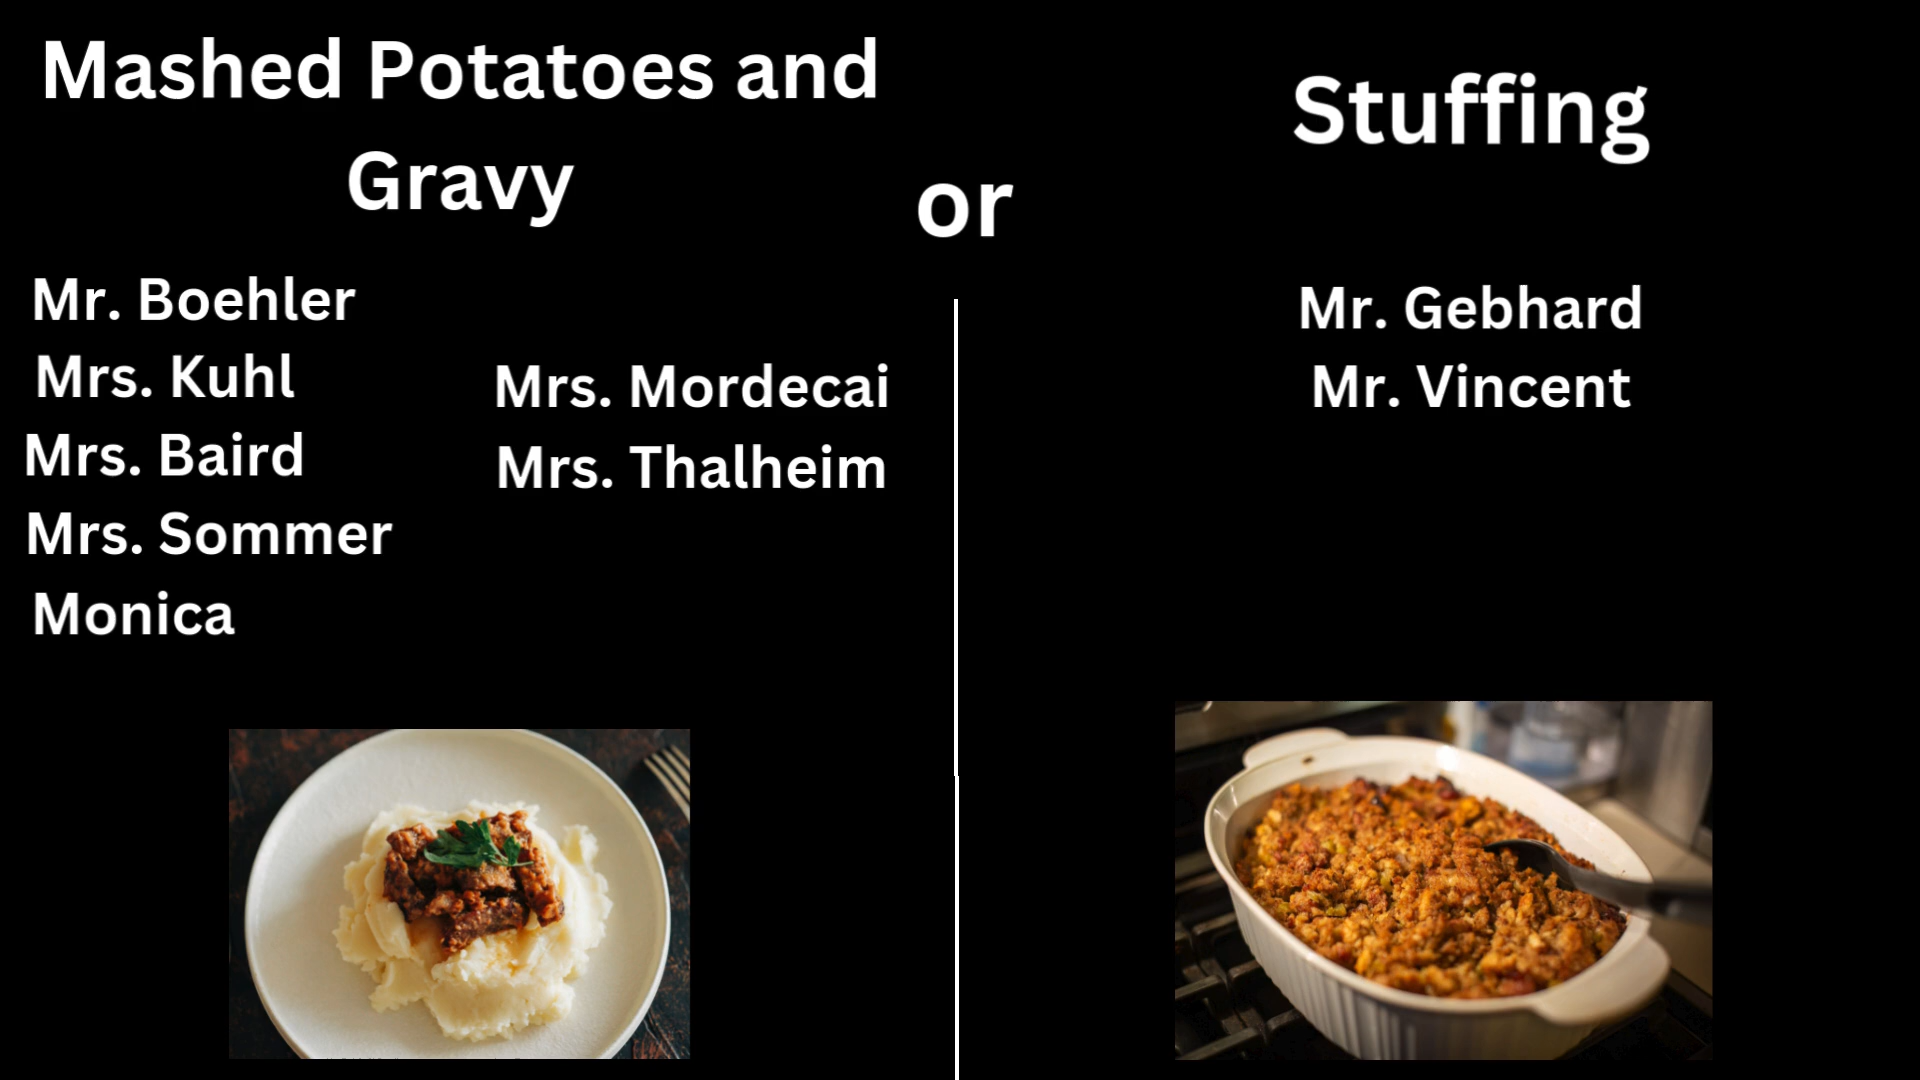 Mashed Potatoes and
Gravy
or
Stuffing
Mr. Boehler
Mrs. Kuhl
Mrs. Baird
Mrs. Sommer
Monica
Mrs. Mordecai
Mrs. Thalheim
Mr. Gebhard
Mr. Vincent